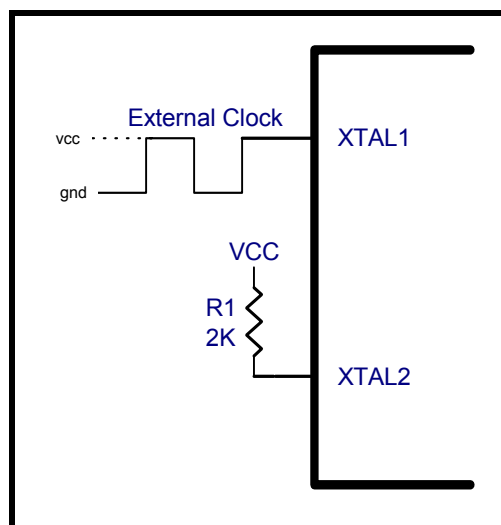 External Clock
vcc
XTAL1
gnd
VCC
R1
2K
XTAL2